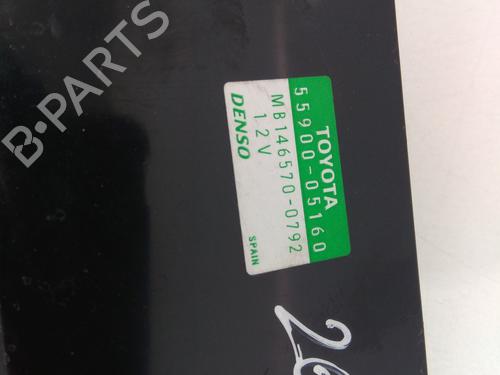 TOYOTA
55900-05160
MB146570-0792
12V
DENSO
SPAIN
B-PARTS